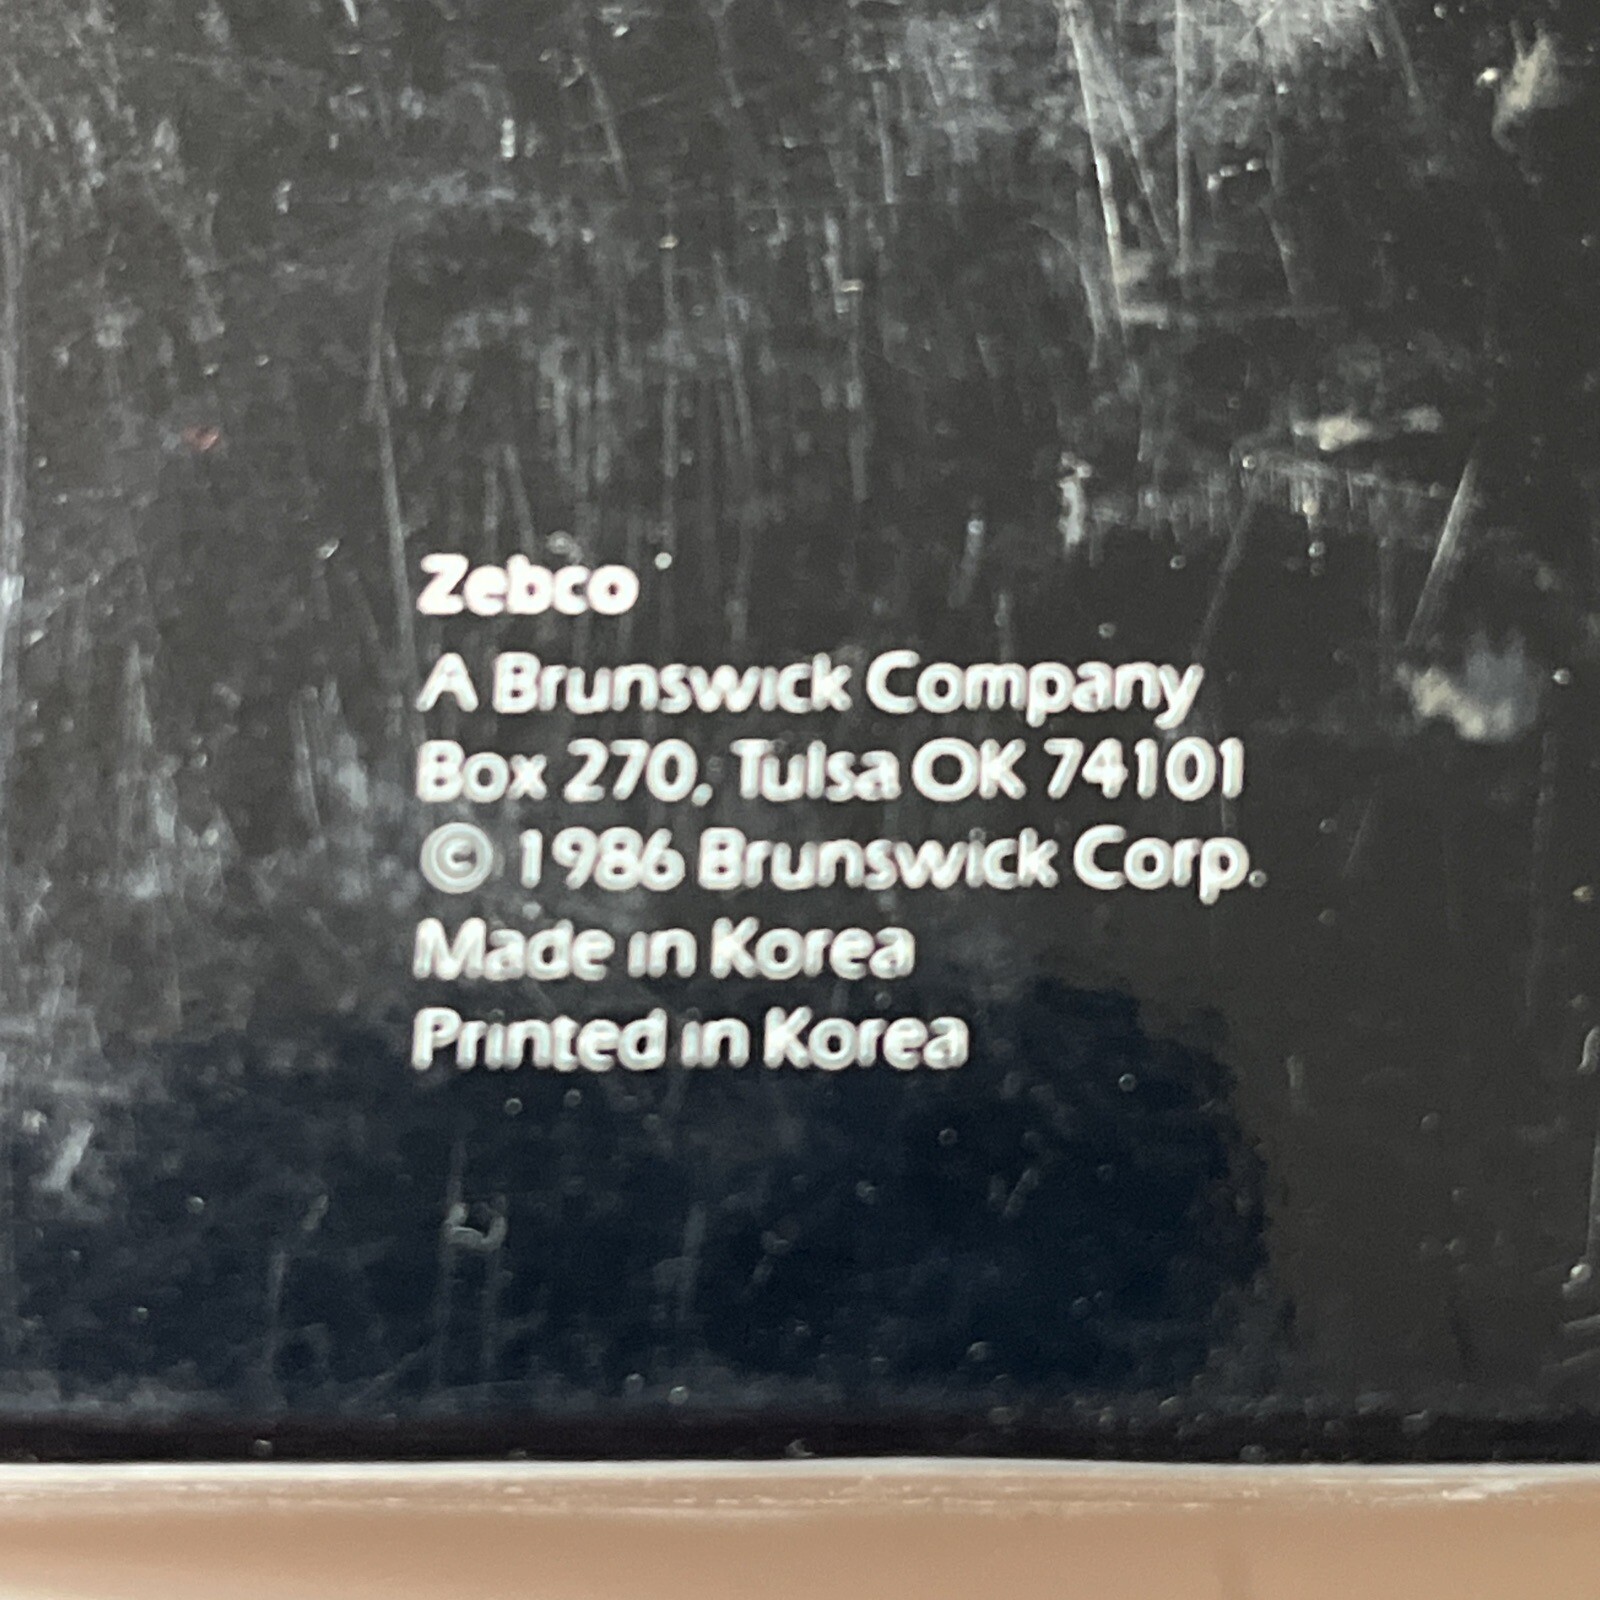 Zebco
A Brunswick Company
Box 270, Tulsa OK 74101
© 1986 Brunswick Corp.
Made in Korea
Printed in Korea